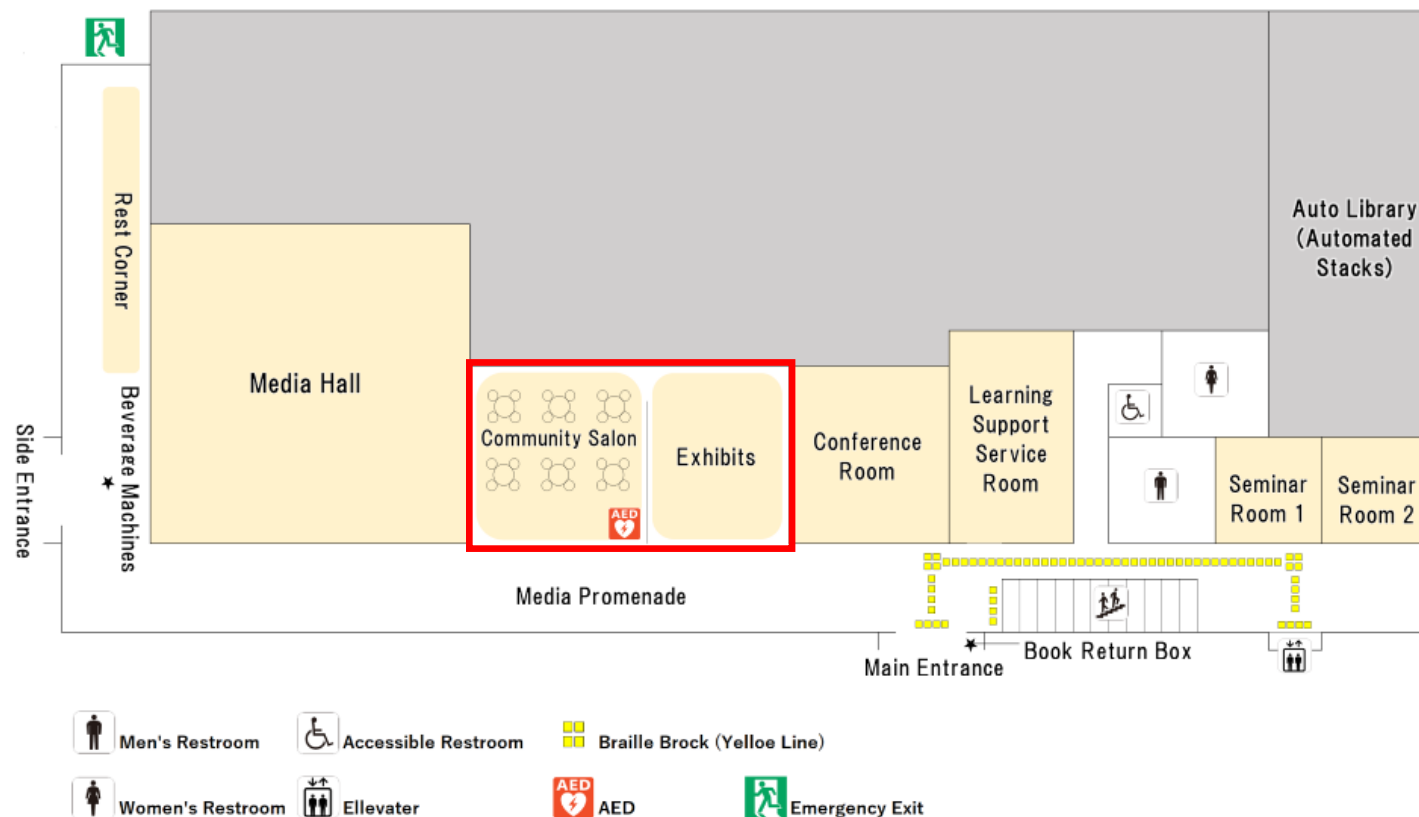 Rest Corner
Auto Library
(Automated
Stacks)
Media Hall
Beverage Machines
Side Entrance
Community Salon
AED
Exhibits
Conference
Room
Learning
Support
Service
Room
Seminar
Room 1
Seminar
Room 2
Media Promenade
Main Entrance
Book Return Box
Men's Restroom
Accessible Restroom
Braille Brock (Yelloe Line)
Women's Restroom
Ellevater
AED
AED
Emergency Exit